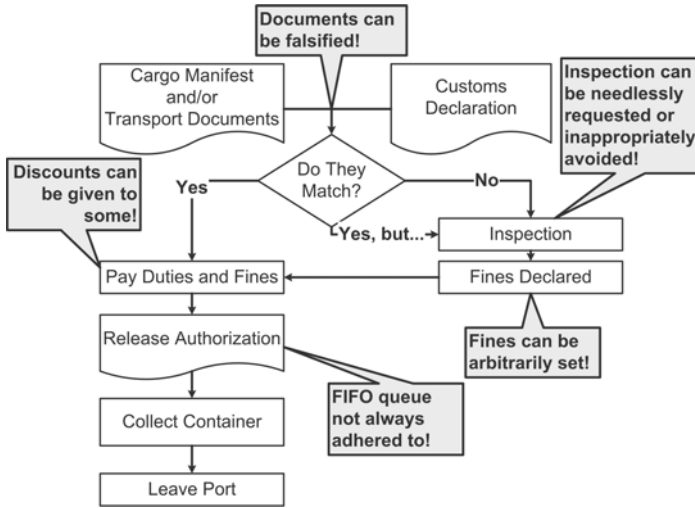 Documents can
be falsified!
Cargo Manifest
and/or
Transport Documents
Customs
Declaration
Inspection can
be needlessly
requested or
inappropriately
avoided!
Discounts can
be given to
some!
Yes
Do They
Match?
No
Yes, but...
Inspection
Pay Duties and Fines
Fines Declared
Release Authorization
Fines can be
arbitrarily set!
FIFO queue
not always
adhered to!
Collect Container
Leave Port